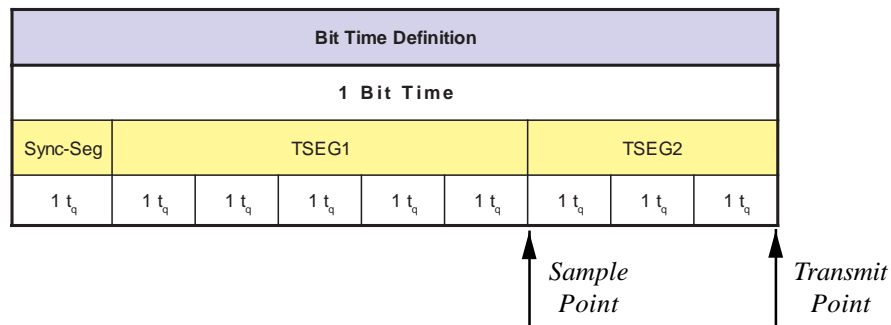 Bit Time Definition
1 Bit Time
Sync-Seg TSEG1 TSEG2
1 tq 1 tq 1 tq 1 tq 1 tq 1 tq 1 tq 1 tq 1 tq
Sample Transmit
Point Point